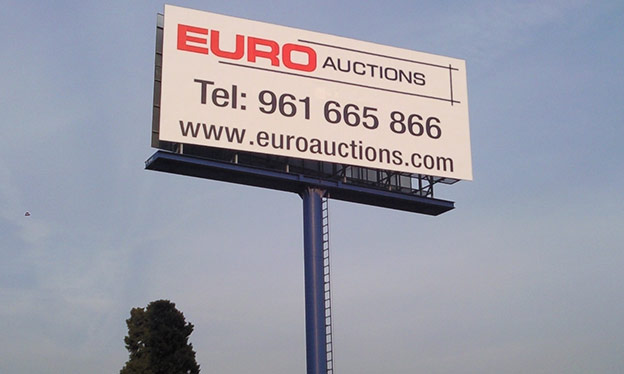 EURO AUCTIONS
Tel: 961 665 866
www.euroauctions.com